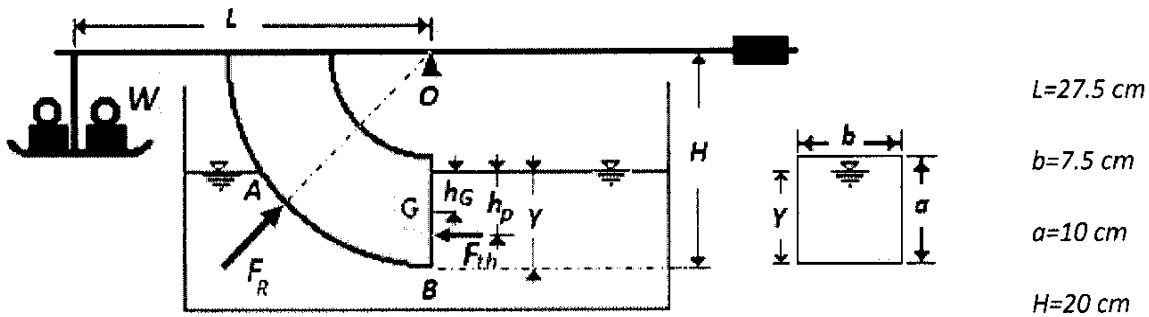 L
W
O
H
A
h_G
h_p
Y
G
F_th
F_R
B
b
Y
a
L=27.5 cm
b=7.5 cm
a=10 cm
H=20 cm